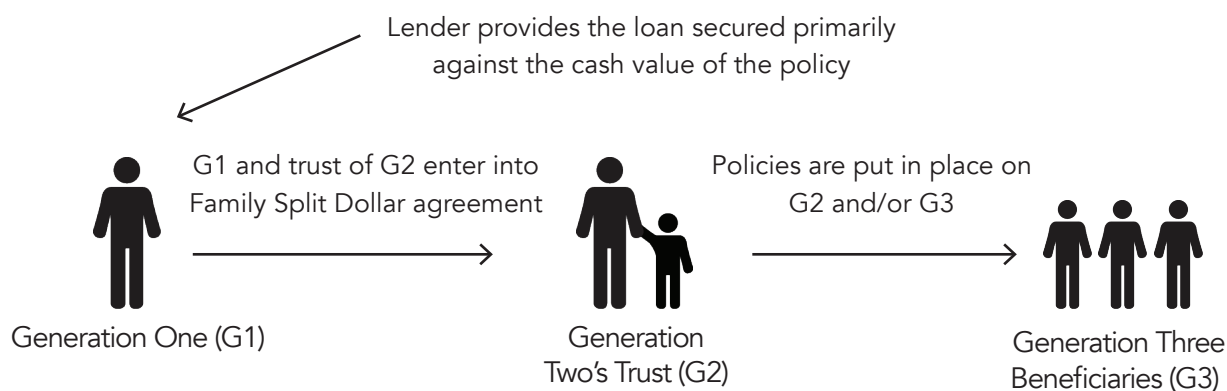 Lender provides the loan secured primarily
against the cash value of the policy
G1 and trust of G2 enter into
Family Split Dollar agreement
Policies are put in place on
G2 and/or G3
Generation One (G1)
Generation
Two's Trust (G2)
Generation Three
Beneficiaries (G3)